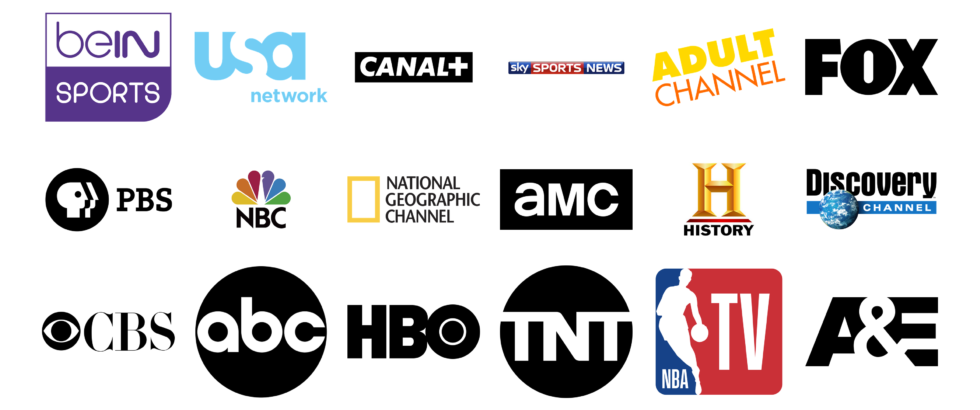 beIN
SPORTS
usa
network
CANAL+
sky SPORTS NEWS
ADULT
CHANNEL
FOX
PBS
NBC
NATIONAL
GEOGRAPHIC
CHANNEL
aMC
H
HISTORY
Discovery
CHANNEL
CBS
abc
HBO
TNT
NBA
TV
A&E